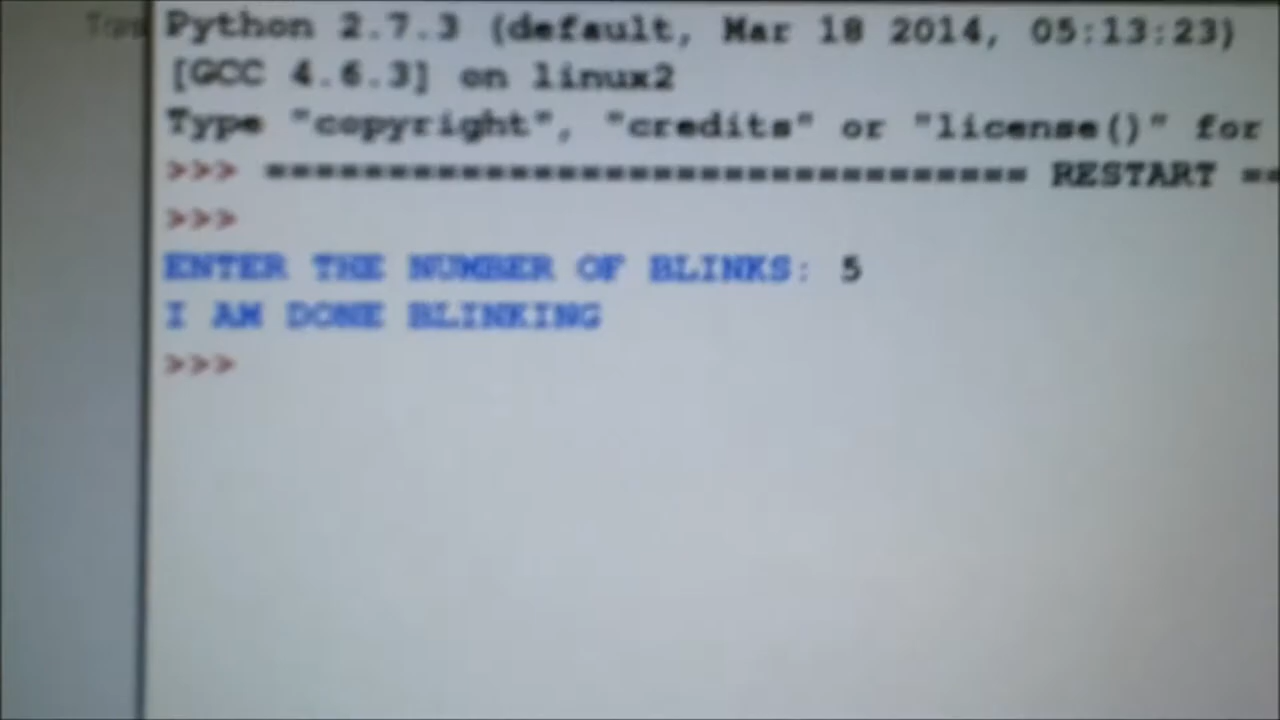 Python 2.7.3 (default, Mar 18 2014, 05:13:23)
[GCC 4.6.3] on linux2
Type "copyright", "credits" or "license()" for
>>> ================================ RESTART ==
>>>
ENTER THE NUMBER OF BLINKS: 5
I AM DONE BLINKING
>>>